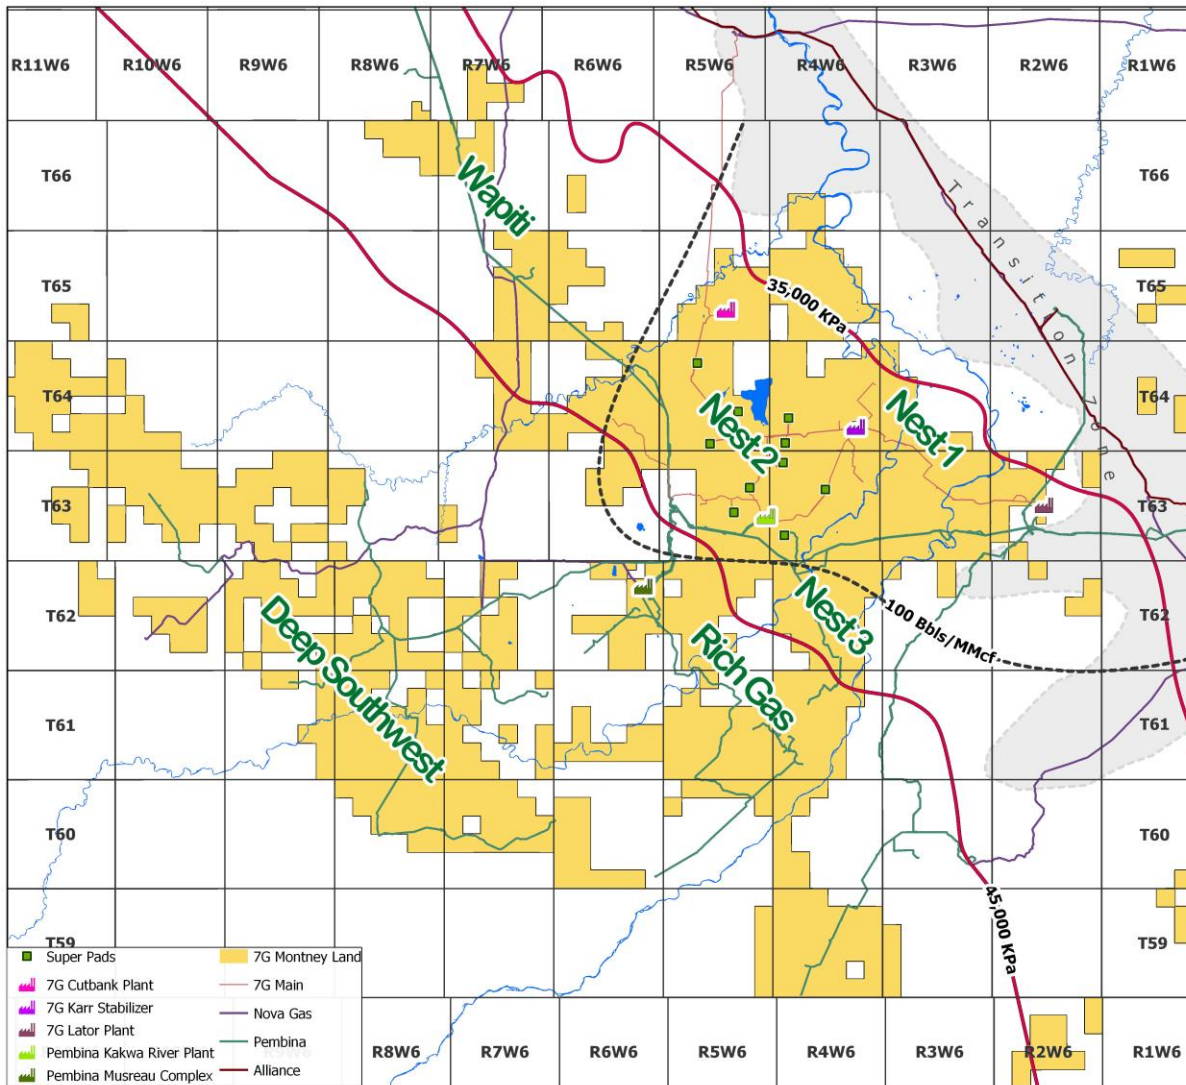 R11W6 R10W6 R9W6 R8W6 R7W6 R6W6 R5W6 R4W6 R3W6 R2W6 R1W6
T66 T66
Wapiti
Transition Zone
T65 T65
35,000 KPa
T64 T64
Nest 2
Nest 1
T63 T63
T62 T62
Deep Southwest
Rich Gas
Nest 3
100 Bbls/MMcf
T61 T61
T60 T60
45,000 KPa
T59 T59
Super Pads
7G Cutbank Plant
7G Karr Stabilizer
7G Lator Plant
Pembina Kakwa River Plant
Pembina Musreau Complex
7G Montney Land
7G Main
Nova Gas
Pembina
Alliance
R9W6 R8W6 R7W6 R6W6 R5W6 R4W6 R3W6 R2W6 R1W6